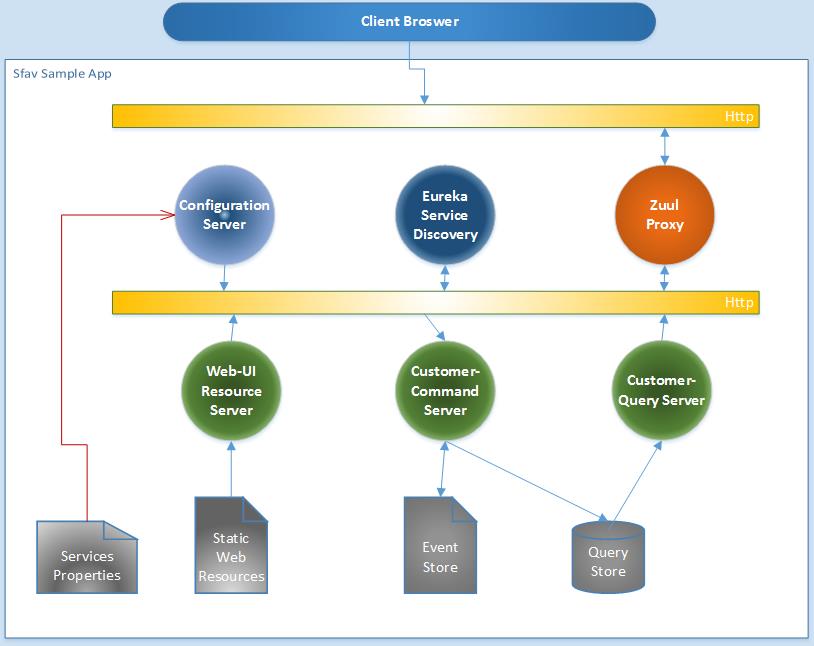 Client Broswer
Sfav Sample App
Http
Configuration
Server
Eureka
Service
Discovery
Zuul
Proxy
Http
Web-UI
Resource
Server
Customer-
Command
Server
Customer-
Query Server
Services
Properties
Static
Web
Resources
Event
Store
Query
Store